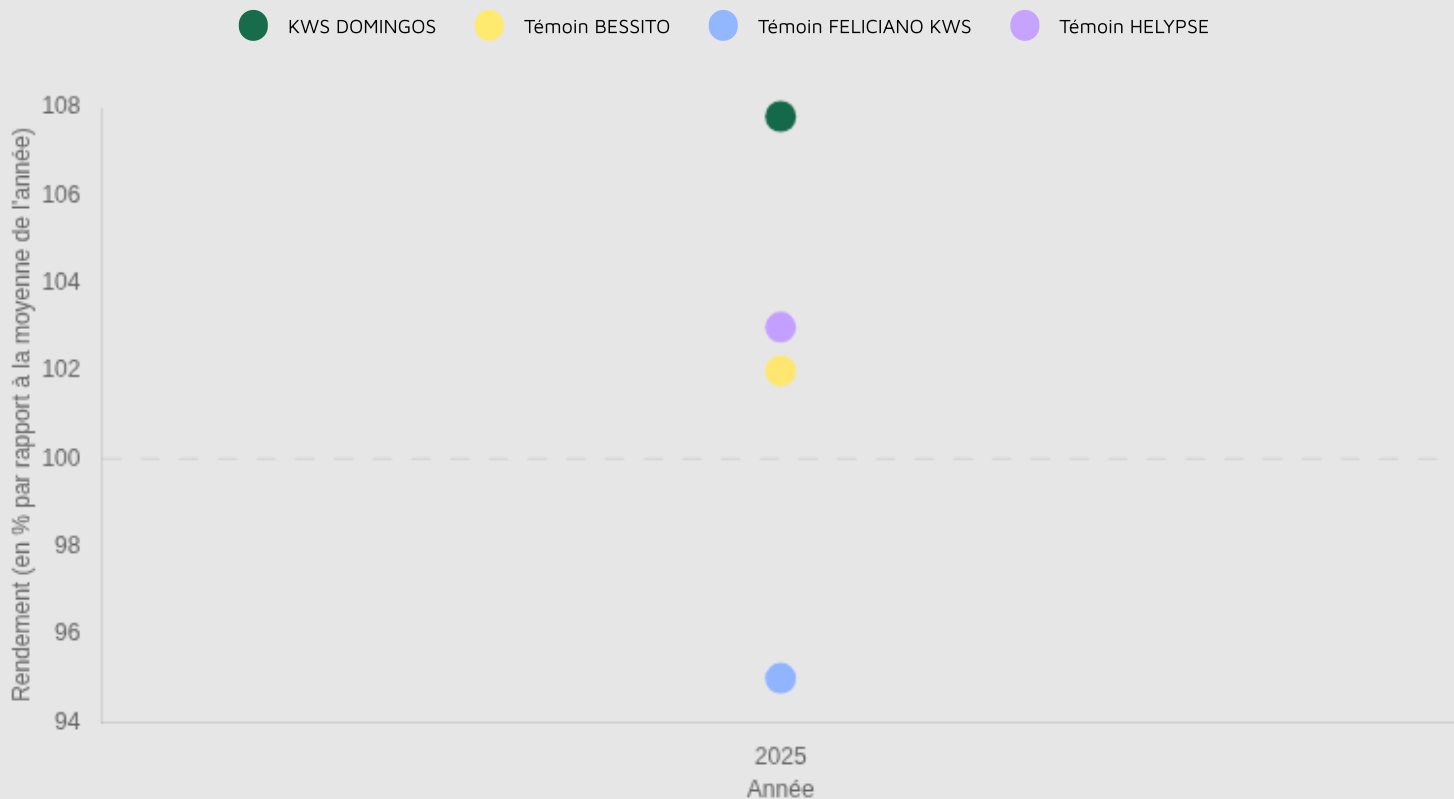 KWS DOMINGOS
Témoin BESSITO
Témoin FELICIANO KWS
Témoin HELYPSE
Rendement (en % par rapport à la moyenne de l'année)
108
106
104
102
100
98
96
94
2025
Année